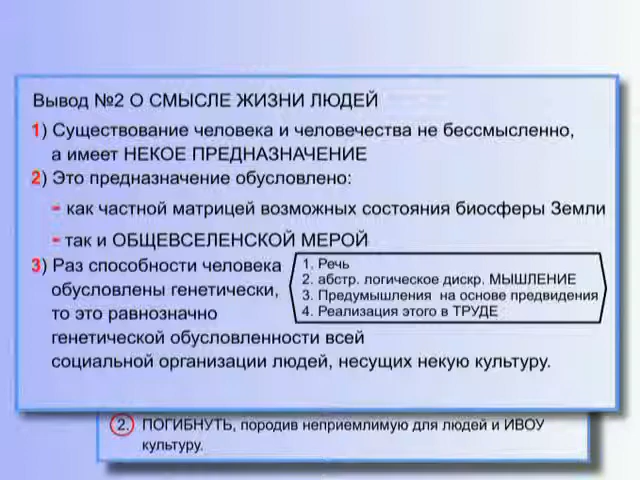 Вывод №2 О СМЫСЛЕ ЖИЗНИ ЛЮДЕЙ
1) Существование человека и человечества не бессмысленно,
а имеет НЕКОЕ ПРЕДНАЗНАЧЕНИЕ
2) Это предназначение обусловлено:
- как частной матрицей возможных состояния биосферы Земли
- так и ОБЩЕВСЕЛЕНСКОЙ МЕРОЙ
3) Раз способности человека
обусловлены генетически,
то это равнозначно
генетической обусловленности всей
социальной организации людей, несущих некую культуру.
1. Речь
2. абстр. логическое дискр. МЫШЛЕНИЕ
3. Предумышления на основе предвидения
4. Реализация этого в ТРУДЕ
2. ПОГИБНУТЬ, породив неприемлимую для людей и ИВОУ
культуру.